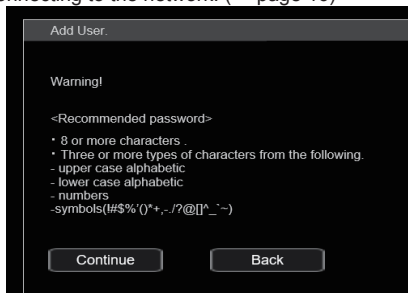 connecting to the network. ( page 16)
Add User.
Warning!
<Recommended password>
・8 or more characters .
・Three or more types of characters from the following.
- upper case alphabetic
- lower case alphabetic
- numbers
-symbols(!#$%'()*+,-./?@[]^_`~)
Continue
Back